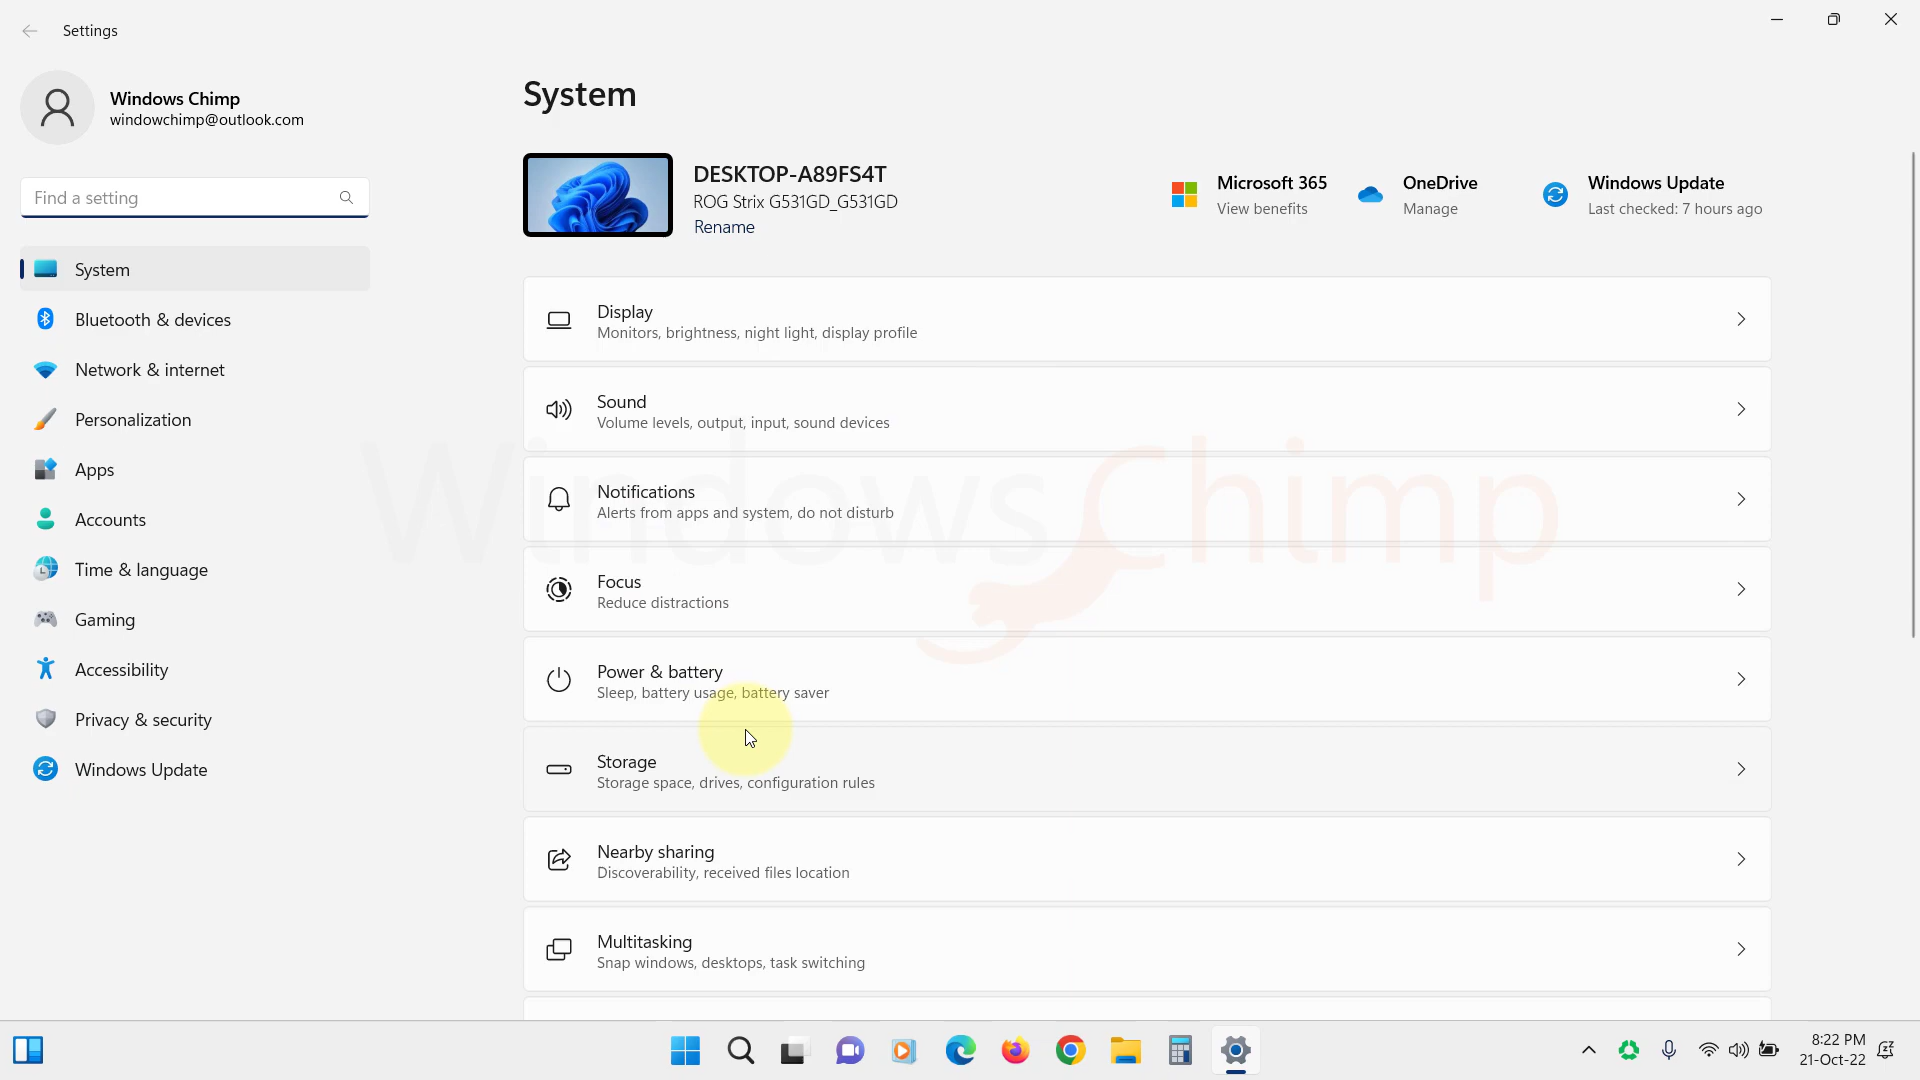 Settings
Windows Chimp
windowchimp@outlook.com
Find a setting
System
Bluetooth & devices
Network & internet
Personalization
Apps
Accounts
Time & language
Gaming
Accessibility
Privacy & security
Windows Update
System
DESKTOP-A89FS4T
ROG Strix G531GD_G531GD
Rename
Microsoft 365
View benefits
OneDrive
Manage
Windows Update
Last checked: 7 hours ago
Display
Monitors, brightness, night light, display profile
Sound
Volume levels, output, input, sound devices
Notifications
Alerts from apps and system, do not disturb
Focus
Reduce distractions
Power & battery
Sleep, battery usage, battery saver
Storage
Storage space, drives, configuration rules
Nearby sharing
Discoverability, received files location
Multitasking
Snap windows, desktops, task switching
Windows Chimp
8:22 PM
21-Oct-22